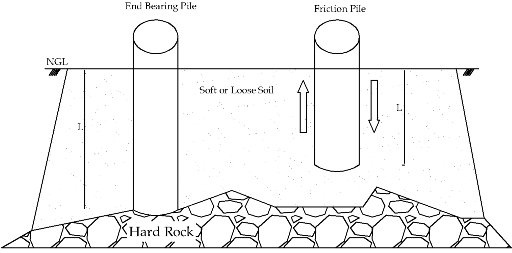 End Bearing Pile
Friction Pile
NGL
Soft or Loose Soil
L
L
Hard Rock